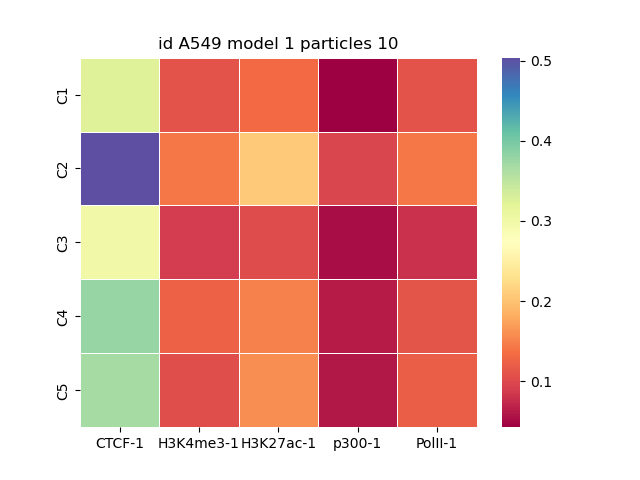 id A549 model 1 particles 10
C1
C2
C3
C4
C5
CTCF-1 H3K4me3-1 H3K27ac-1 p300-1 PolII-1
0.5
0.4
0.3
0.2
0.1